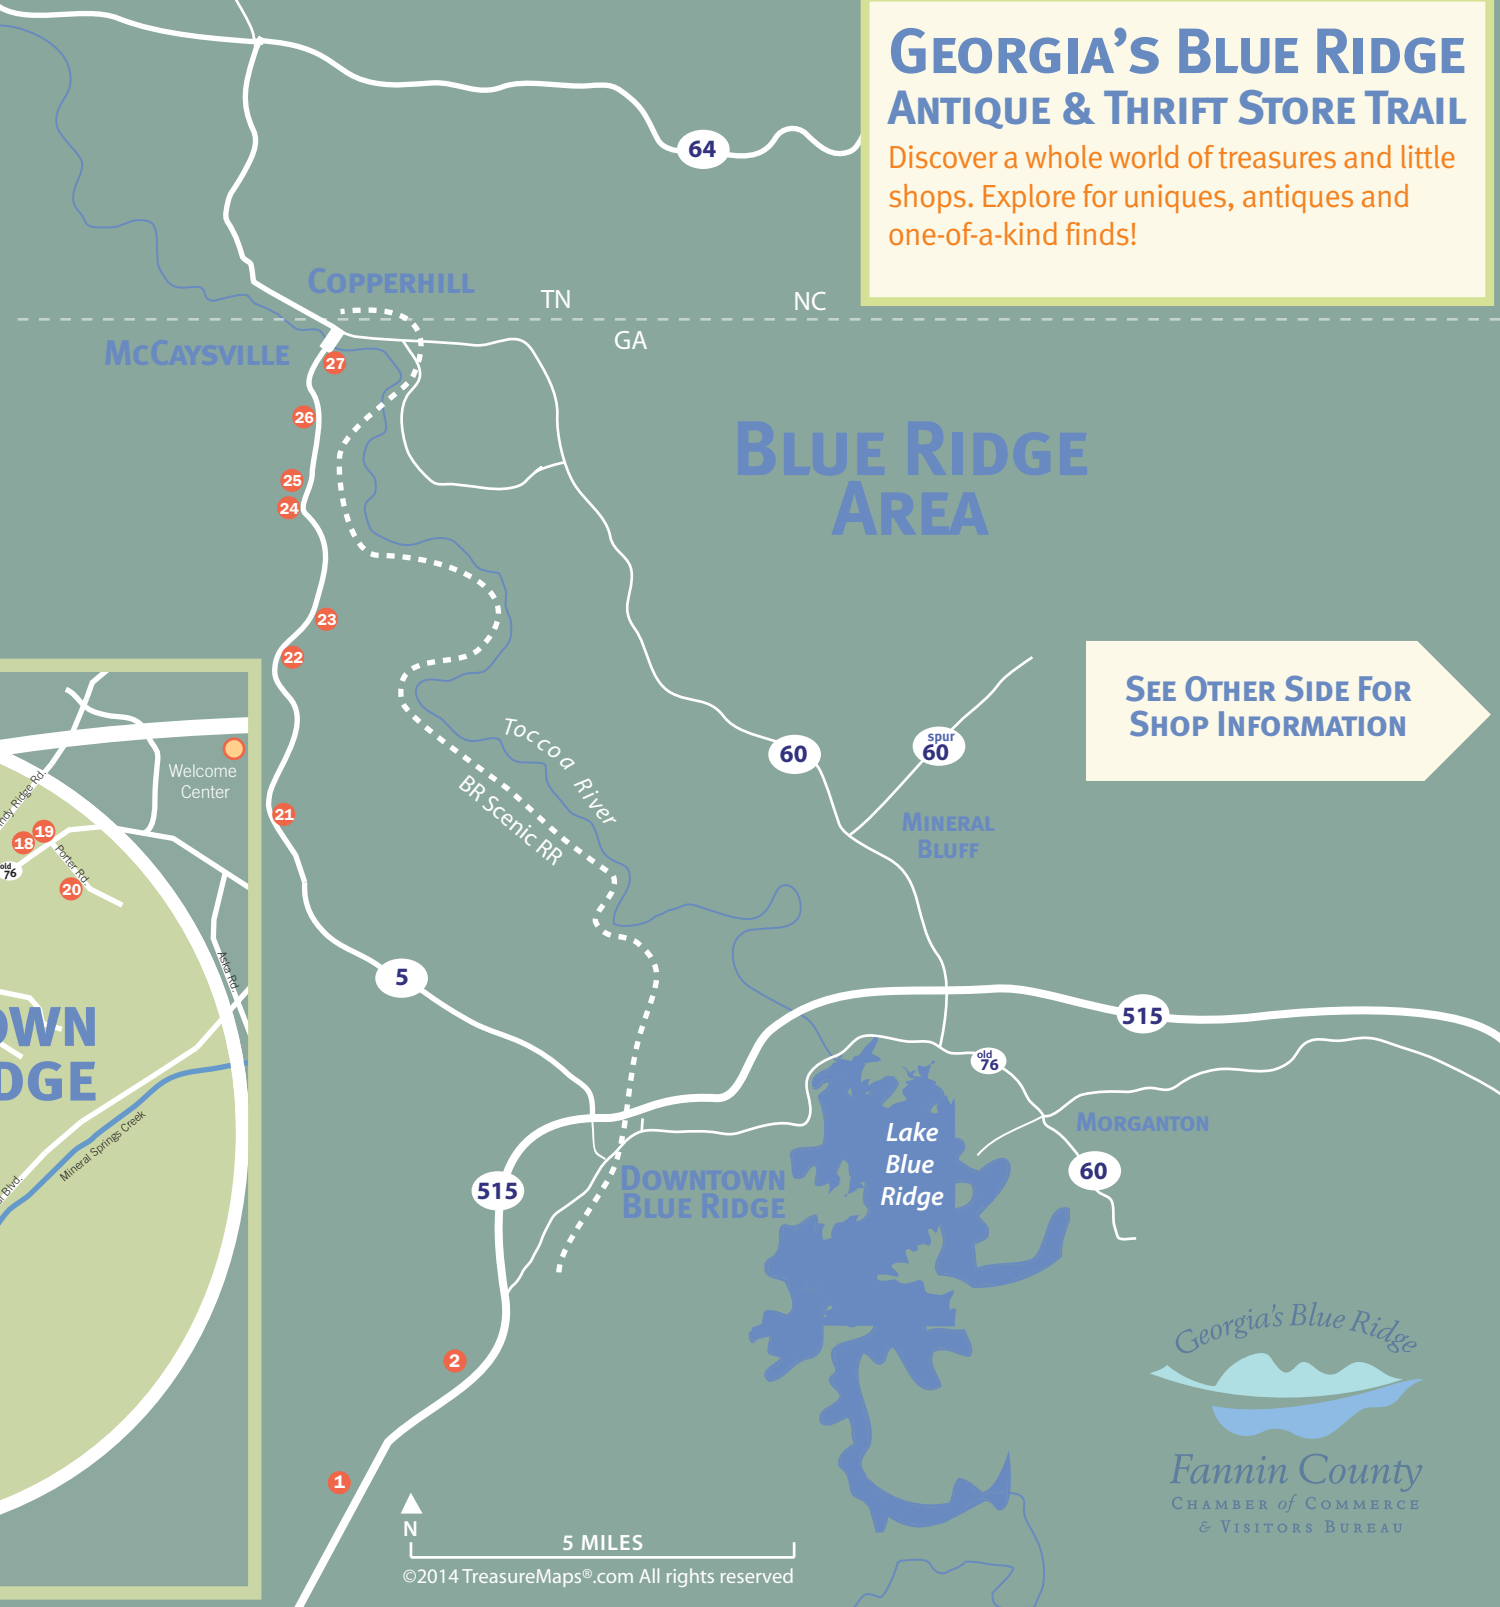 GEORGIA'S BLUE RIDGE
ANTIQUE & THRIFT STORE TRAIL
Discover a whole world of treasures and little
shops. Explore for uniques, antiques and
one-of-a-kind finds!
64
COPPERHILL
TN
NC
GA
MCCAYSVILLE
27
26
25
24
23
22
21
BLUE RIDGE
AREA
SEE OTHER SIDE FOR
SHOP INFORMATION
60
spur
60
MINERAL
BLUFF
Toccoa River
BR Scenic RR
Welcome
Center
19
18
old
76
Porter Rd.
20
Aska Rd.
Mineral Springs Creek
5
515
old
76
MORGANTON
60
Lake
Blue
Ridge
DOWNTOWN
BLUE RIDGE
515
2
1
N
5 MILES
©2014 TreasureMaps®.com All rights reserved
Georgia's Blue Ridge
Fannin County
CHAMBER of COMMERCE
& VISITORS BUREAU